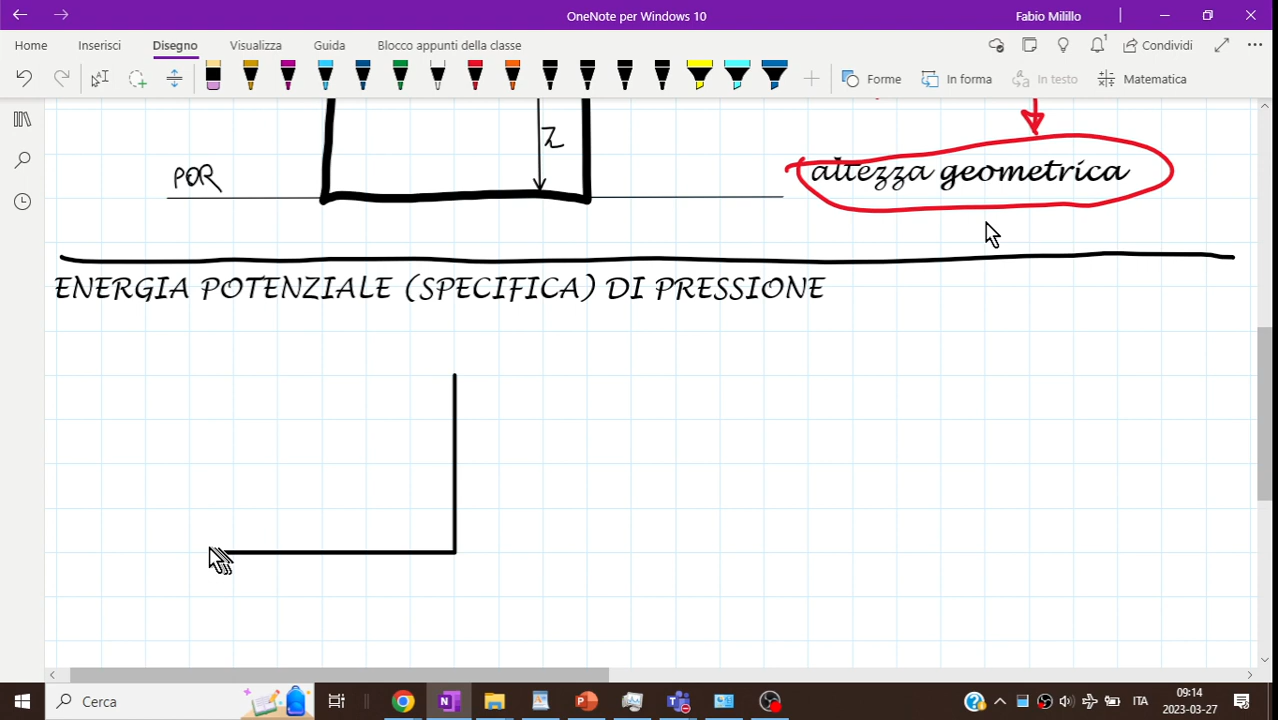 OneNote per Windows 10
Fabio Milillo
Home Inserisci Disegno Visualizza Guida Blocco appunti della classe
Condividi
Forme In forma In testo Matematica
Z
POR
altezza geometrica
ENERGIA POTENZIALE (SPECIFICA) DI PRESSIONE
Cerca
ITA
09:14
2023-03-27